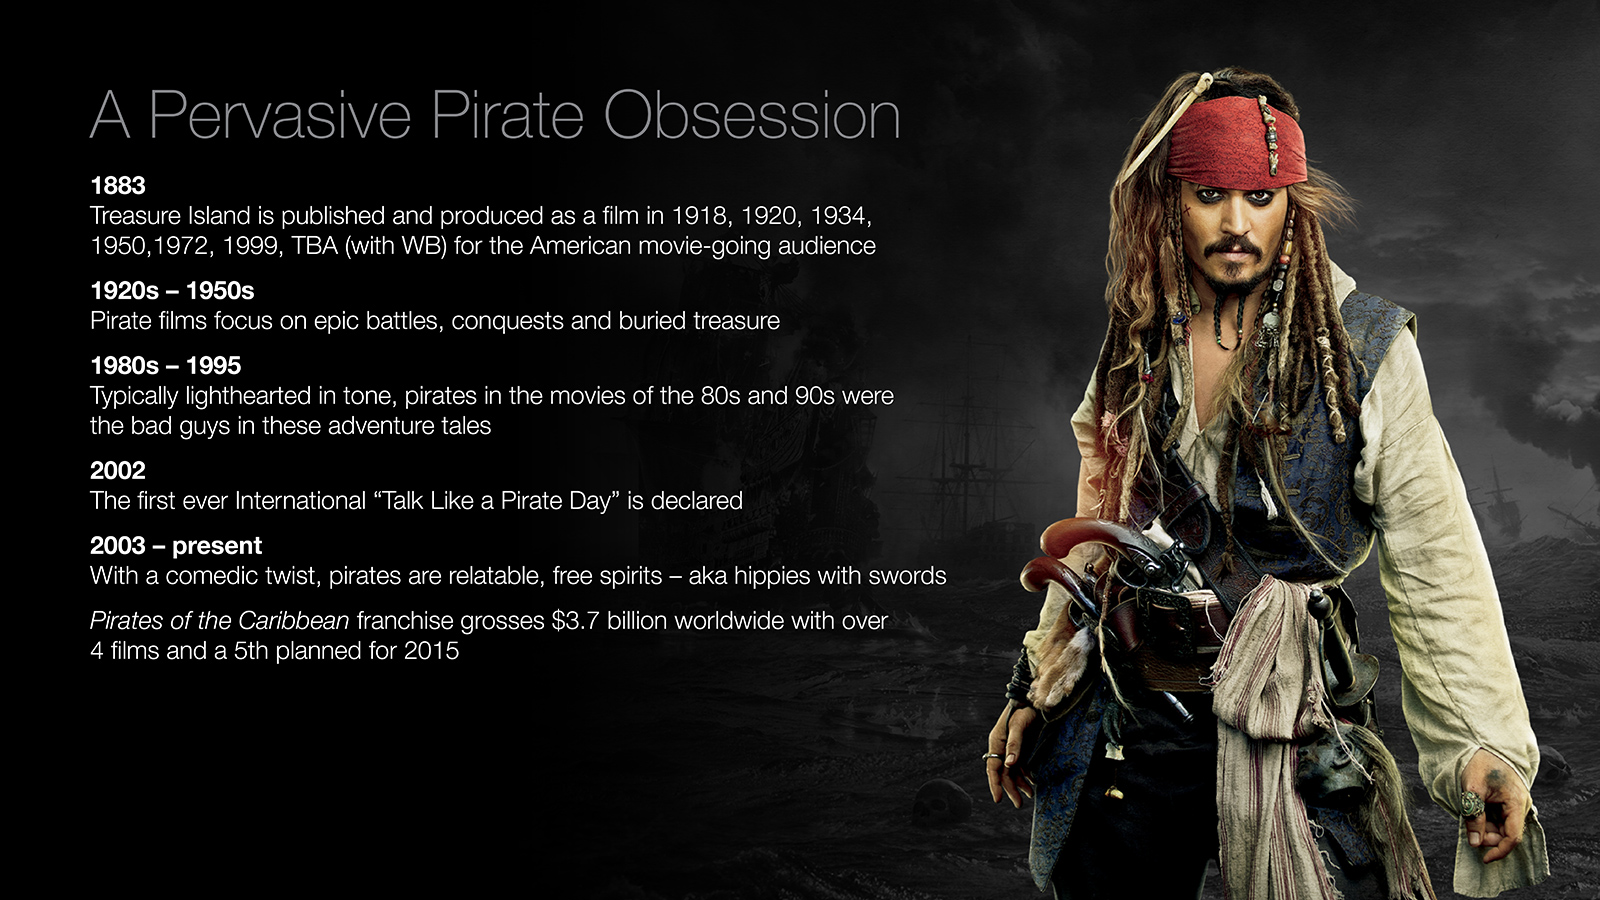 A Pervasive Pirate Obsession
1883
Treasure Island is published and produced as a film in 1918, 1920, 1934,
1950,1972, 1999, TBA (with WB) for the American movie-going audience
1920s – 1950s
Pirate films focus on epic battles, conquests and buried treasure
1980s – 1995
Typically lighthearted in tone, pirates in the movies of the 80s and 90s were
the bad guys in these adventure tales
2002
The first ever International “Talk Like a Pirate Day” is declared
2003 – present
With a comedic twist, pirates are relatable, free spirits – aka hippies with swords
Pirates of the Caribbean franchise grosses $3.7 billion worldwide with over
4 films and a 5th planned for 2015